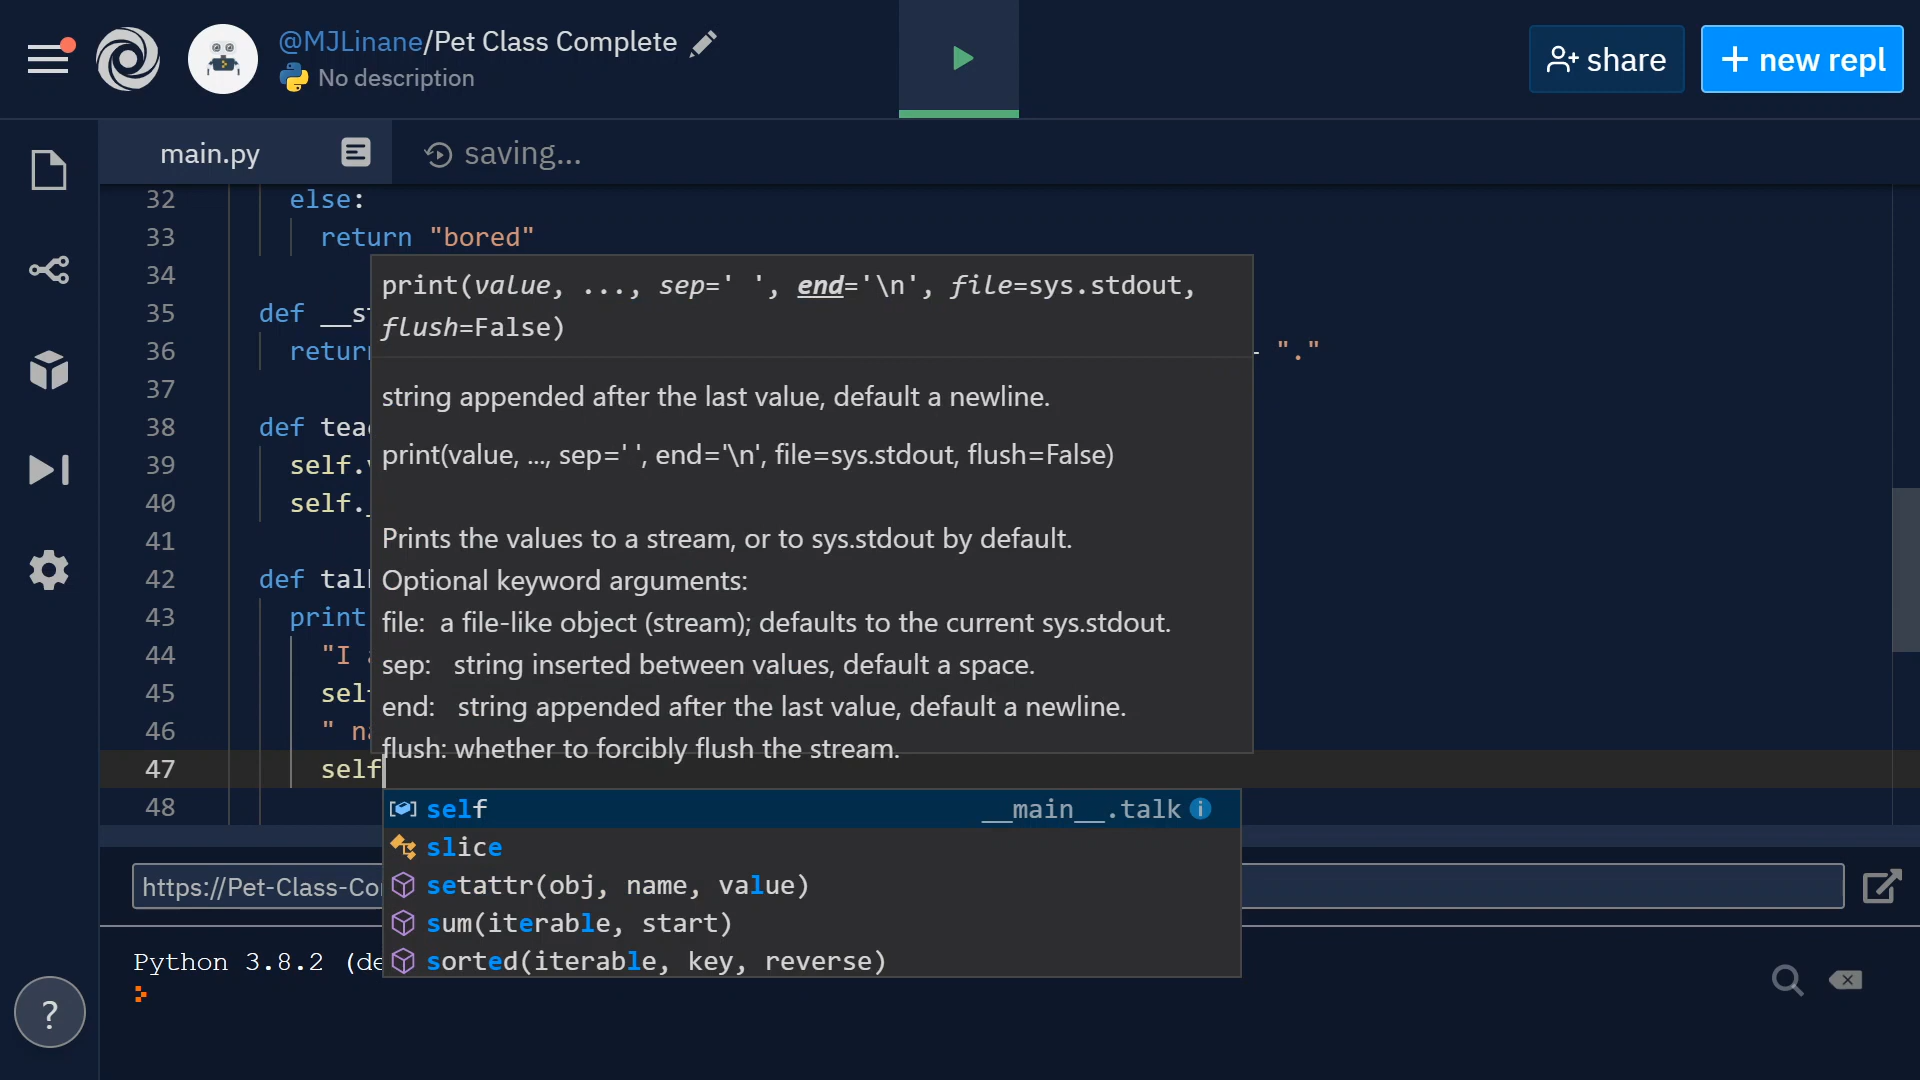 @MJLinane/Pet Class Complete
No description
share
+ new repl
main.py
saving...
32 else:
33 return "bored"
34
35 def
36 "."
37
38 def
39 self.
40 self.
41
42 def
43 print
44 "I
45
46 "
47 self
48
print(value, ..., sep=' ', end='\n', file=sys.stdout,
flush=False)
string appended after the last value, default a newline.
print(value, ..., sep=' ', end='\n', file=sys.stdout, flush=False)
Prints the values to a stream, or to sys.stdout by default.
Optional keyword arguments:
file: a file-like object (stream); defaults to the current sys.stdout.
sep: string inserted between values, default a space.
end: string appended after the last value, default a newline.
flush: whether to forcibly flush the stream.
self __main__.talk
slice
setattr(obj, name, value)
sum(iterable, start)
sorted(iterable, key, reverse)
https://Pet-Class-Co
Python 3.8.2 (de
?